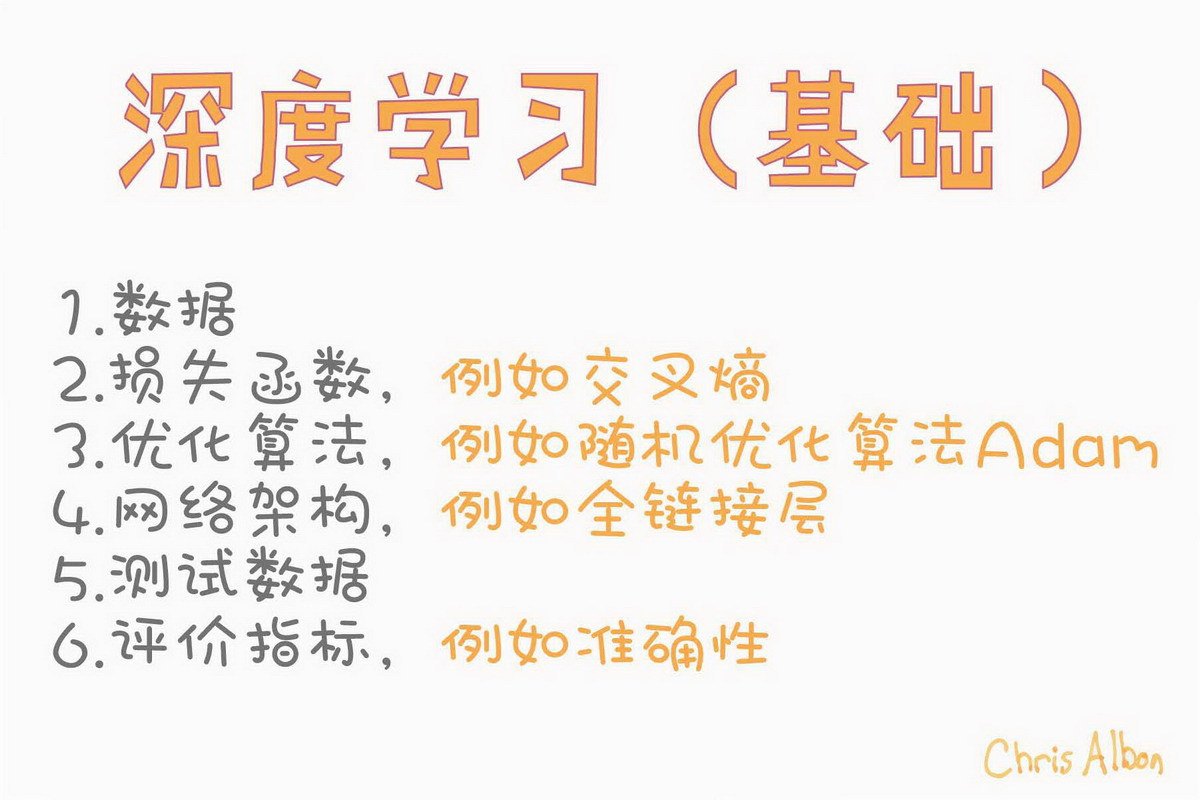 深度学习（基础）
1.数据
2.损失函数，例如交叉熵
3.优化算法，例如随机优化算法Adam
4.网络架构，例如全链接层
5.测试数据
6.评价指标，例如准确性
Chris Albon